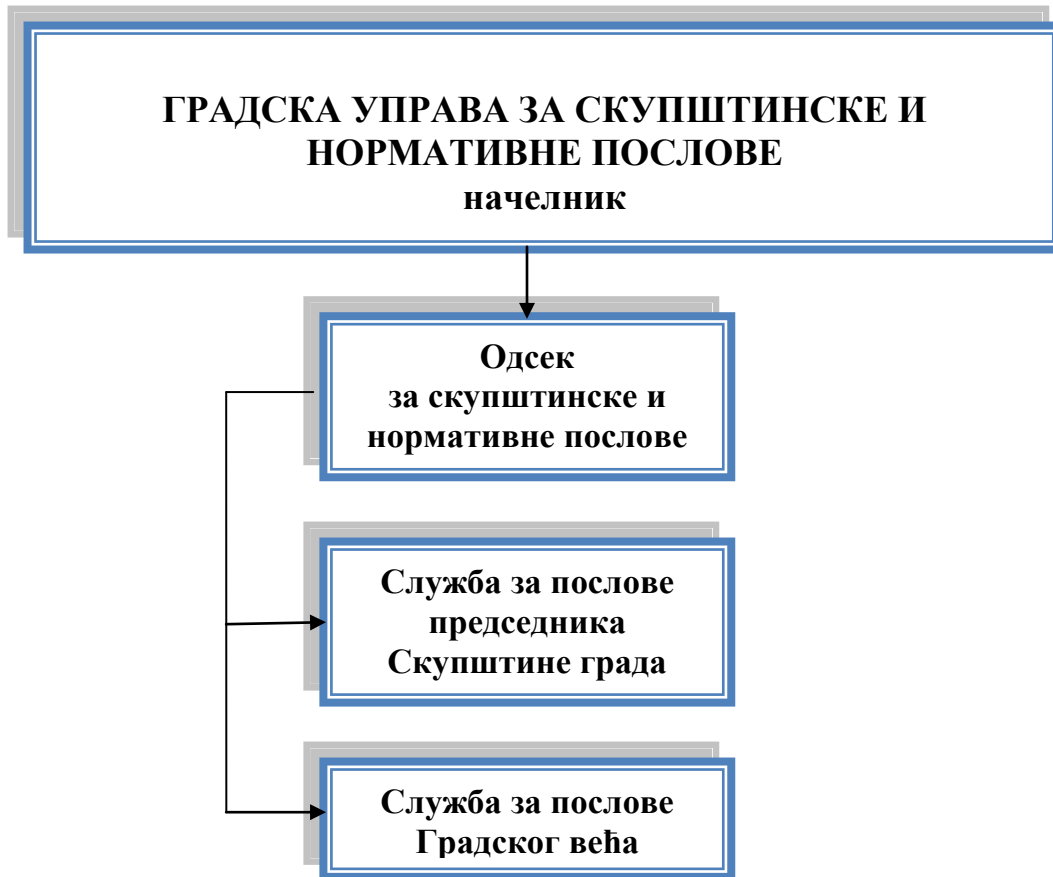 ГРАДСКА УПРАВА ЗА СКУПШТИНСКЕ И
НОРМАТИВНЕ ПОСЛОВЕ
начелник
Одсек
за скупштинске и
нормативне послове
Служба за послове
председника
Скупштине града
Служба за послове
Градског већа